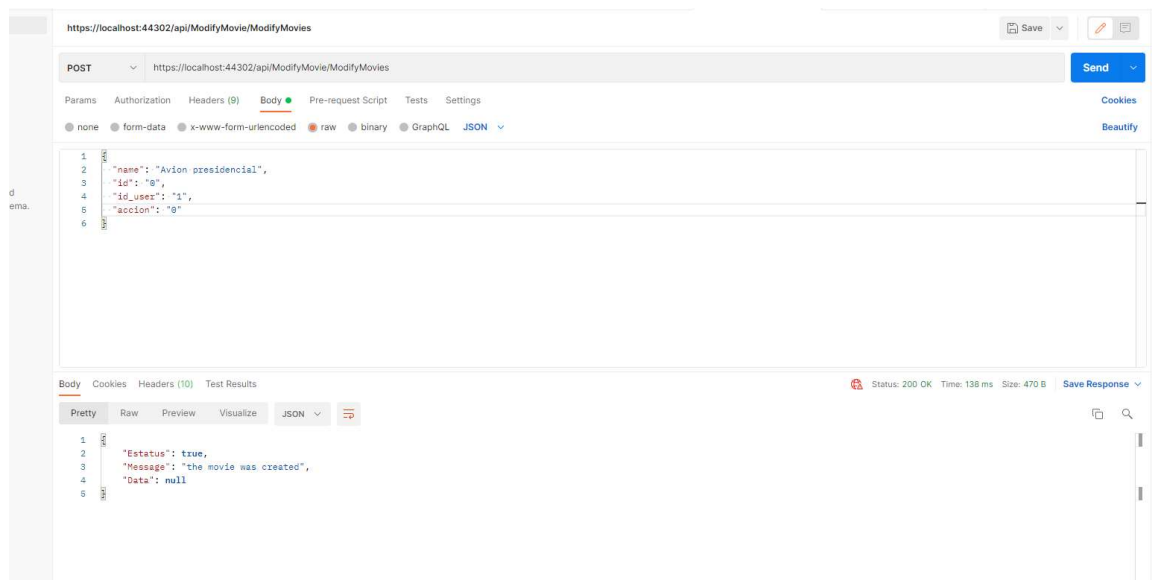 https://localhost:44302/api/ModifyMovie/ModifyMovies
Save
POST
https://localhost:44302/api/ModifyMovie/ModifyMovies
Send
Params Authorization Headers (9) Body Pre-request Script Tests Settings
Cookies
none form-data x-www-form-urlencoded raw binary GraphQL JSON
Beautify
1 {
2 "name": "Avion presidencial",
3 "id": "0",
4 "id_user": "1",
5 "accion": "0"
6 }
d
ema.
Body Cookies Headers (10) Test Results
Status: 200 OK Time: 138 ms Size: 470 B Save Response
Pretty Raw Preview Visualize JSON
1 {
2 "Estatus": true,
3 "Message": "the movie was created",
4 "Data": null
5 }